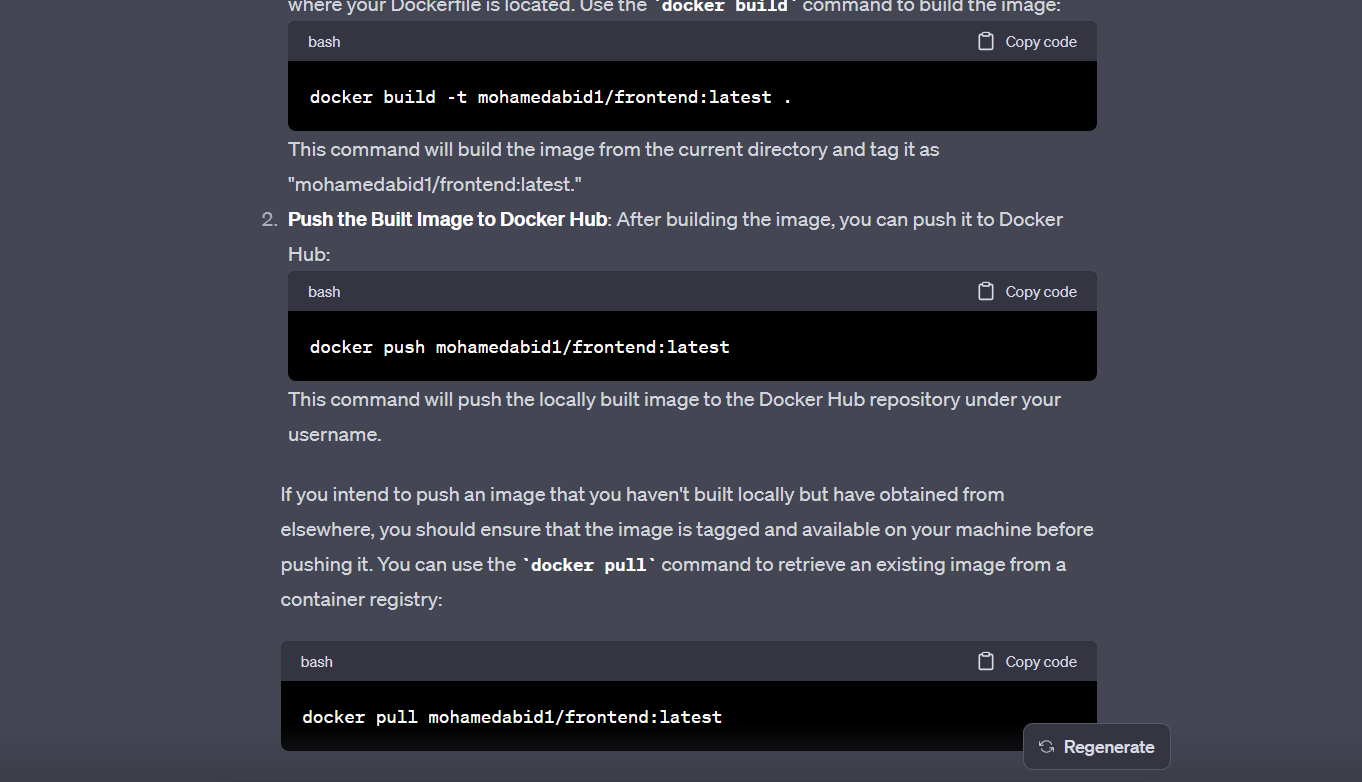 where your Dockerfile is located. Use the `docker build` command to build the image:
bash
Copy code
docker build -t mohamedabid1/frontend:latest .
This command will build the image from the current directory and tag it as
"mohamedabid1/frontend:latest."
2. Push the Built Image to Docker Hub: After building the image, you can push it to Docker
Hub:
bash
Copy code
docker push mohamedabid1/frontend:latest
This command will push the locally built image to the Docker Hub repository under your
username.
If you intend to push an image that you haven't built locally but have obtained from
elsewhere, you should ensure that the image is tagged and available on your machine before
pushing it. You can use the `docker pull` command to retrieve an existing image from a
container registry:
bash
Copy code
docker pull mohamedabid1/frontend:latest
Regenerate